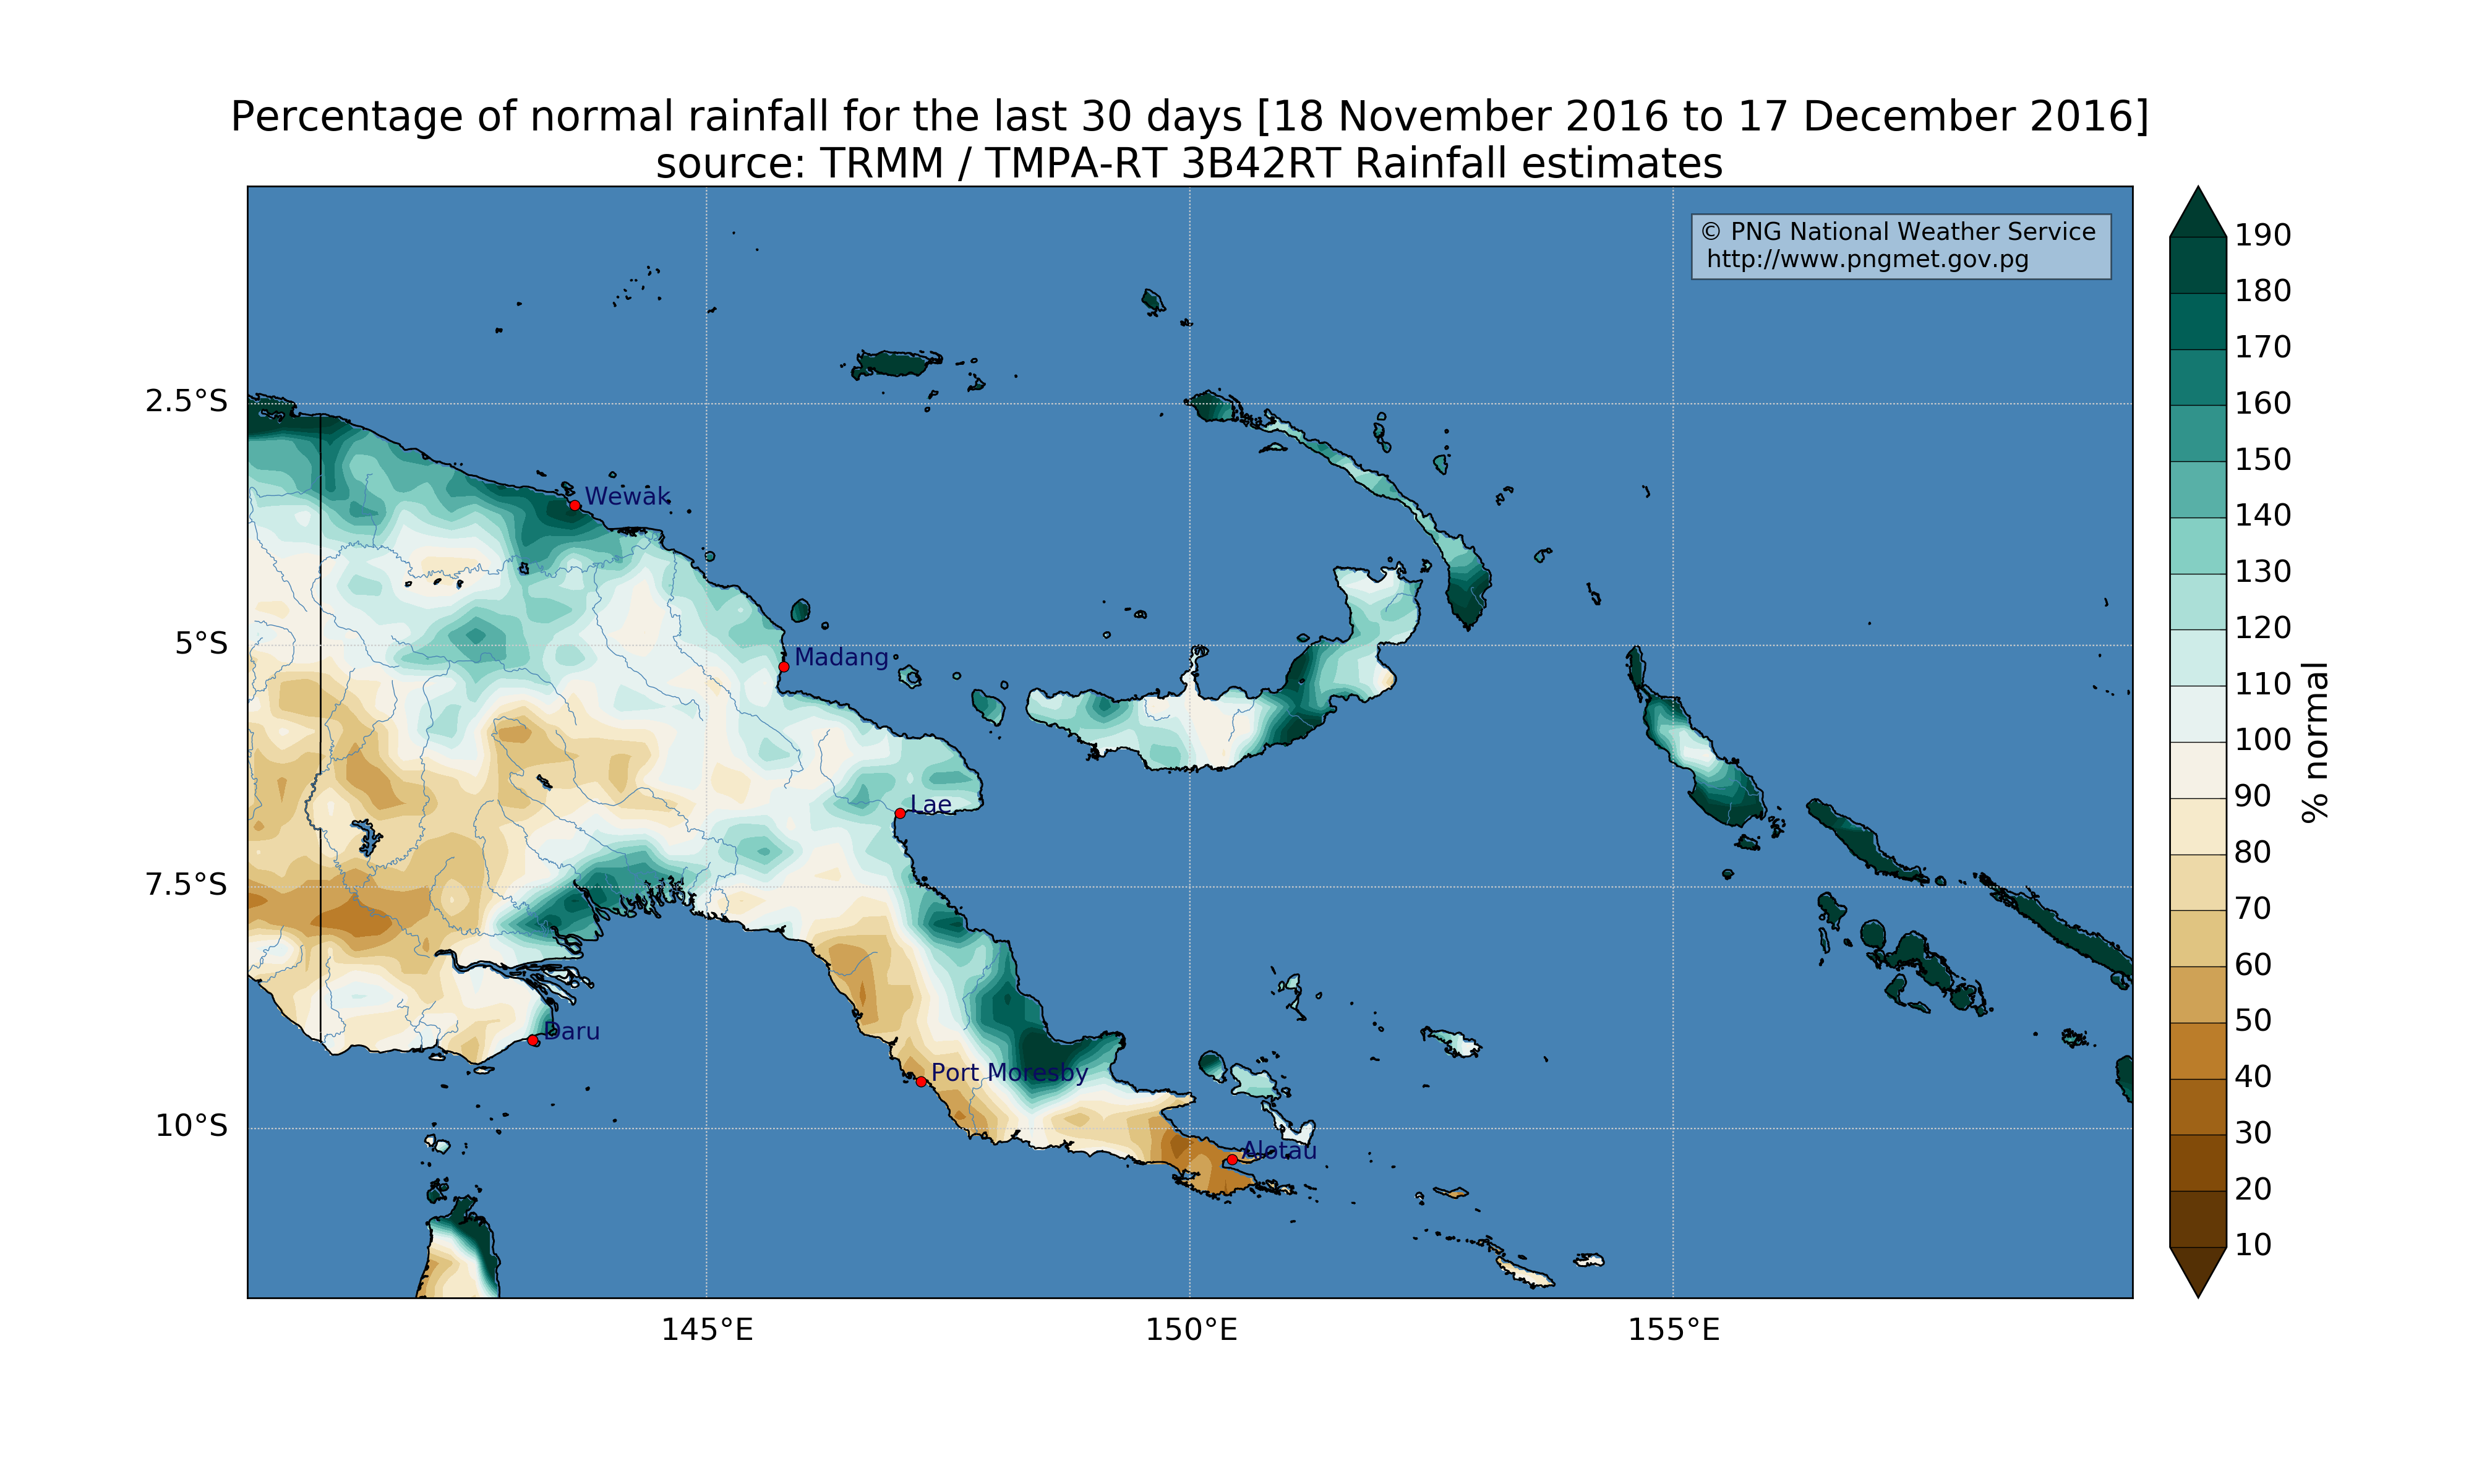 Percentage of normal rainfall for the last 30 days [18 November 2016 to 17 December 2016]
source: TRMM / TMPA-RT 3B42RT Rainfall estimates
© PNG National Weather Service
http://www.pngmet.gov.pg
2.5°S
5°S
7.5°S
10°S
Wewak
Madang
Lae
Daru
Port Moresby
Alotau
145°E
150°E
155°E
190
180
170
160
150
140
130
120
110
100
90
80
70
60
50
40
30
20
10
% normal